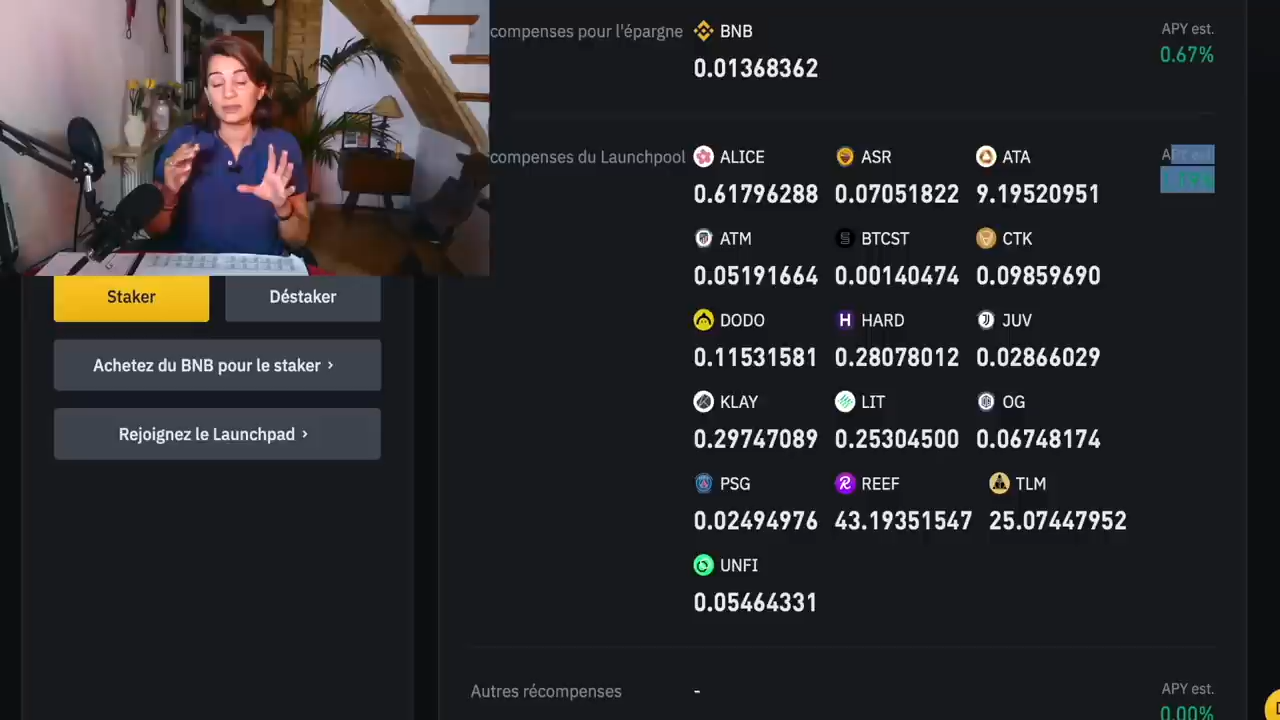 compenses pour l'épargne BNB APY est.
0.01368362 0.67%
compenses du Launchpool ALICE ASR ATA APY est.
0.61796288 0.07051822 9.19520951
ATM BTCST CTK
0.05191664 0.00140474 0.09859690
Staker Déstaker
DODO HARD JUV
0.11531581 0.28078012 0.02866029
Achetez du BNB pour le staker ›
KLAY LIT OG
0.29747089 0.25304500 0.06748174
Rejoignez le Launchpad ›
PSG REEF TLM
0.02494976 43.19351547 25.07447952
UNFI
0.05464331
Autres récompenses - APY est.
0.00%